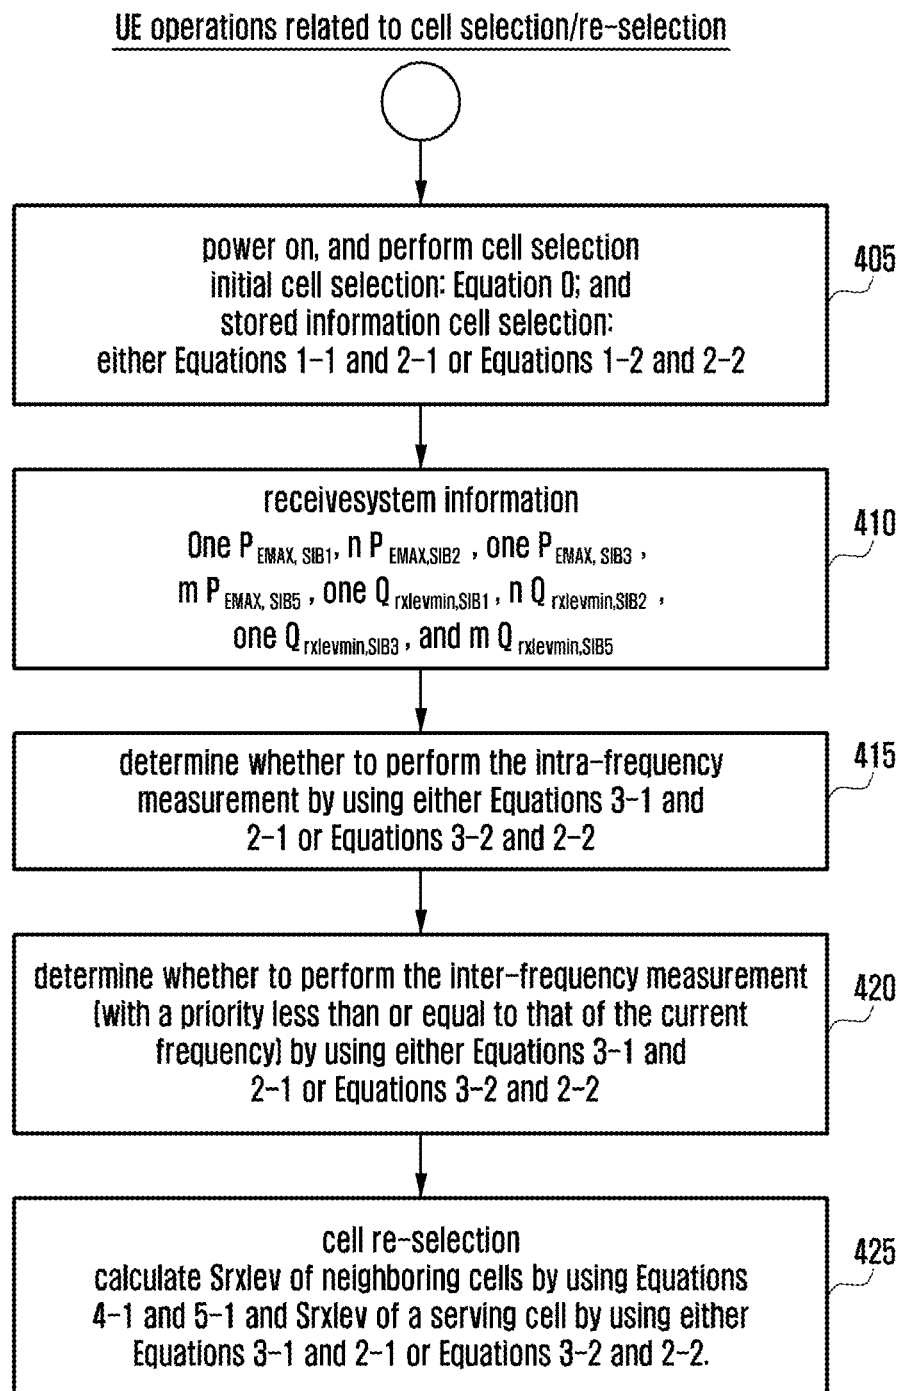 UE operations related to cell selection/re-selection
power on, and perform cell selection
initial cell selection: Equation 0; and
stored information cell selection:
either Equations 1-1 and 2-1 or Equations 1-2 and 2-2
405
receivesystem information
One P EMAX, SIB1, n P EMAX,SIB2 , one P EMAX, SIB3 ,
m P EMAX, SIB5 , one Q rxlevmin,SIB1 , n Q rxlevmin,SIB2 ,
one Q rxlevmin,SIB3 , and m Q rxlevmin,SIB5
410
determine whether to perform the intra-frequency
measurement by using either Equations 3-1 and
2-1 or Equations 3-2 and 2-2
415
determine whether to perform the inter-frequency measurement
(with a priority less than or equal to that of the current
frequency) by using either Equations 3-1 and
2-1 or Equations 3-2 and 2-2
420
cell re-selection
calculate Srxlev of neighboring cells by using Equations
4-1 and 5-1 and Srxlev of a serving cell by using either
Equations 3-1 and 2-1 or Equations 3-2 and 2-2.
425